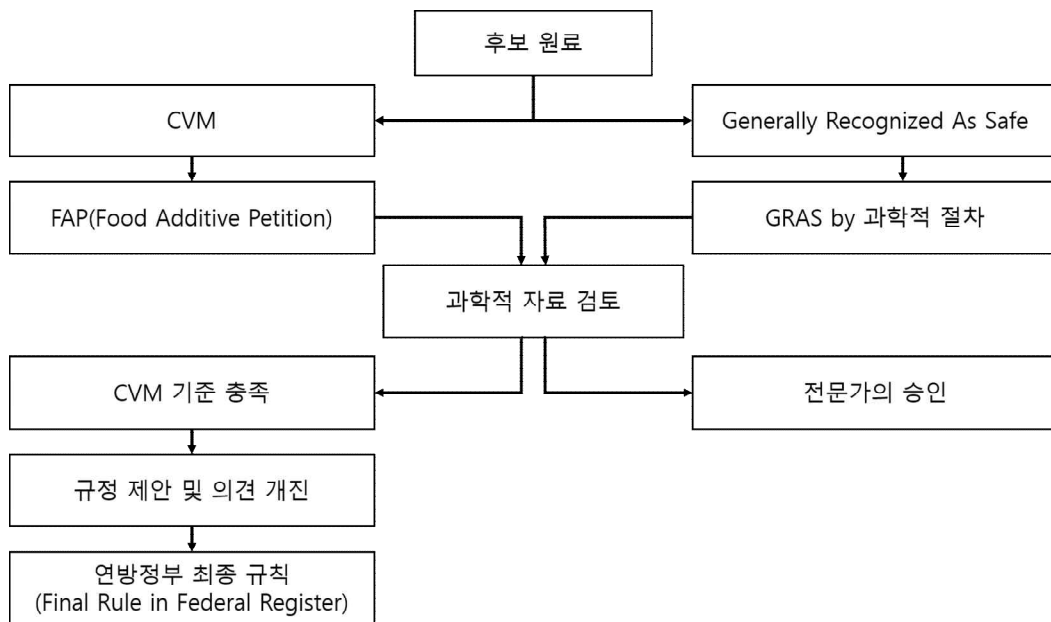 후보 원료
CVM
Generally Recognized As Safe
FAP(Food Additive Petition)
GRAS by 과학적 절차
과학적 자료 검토
CVM 기준 충족
전문가의 승인
규정 제안 및 의견 개진
연방정부 최종 규칙
(Final Rule in Federal Register)